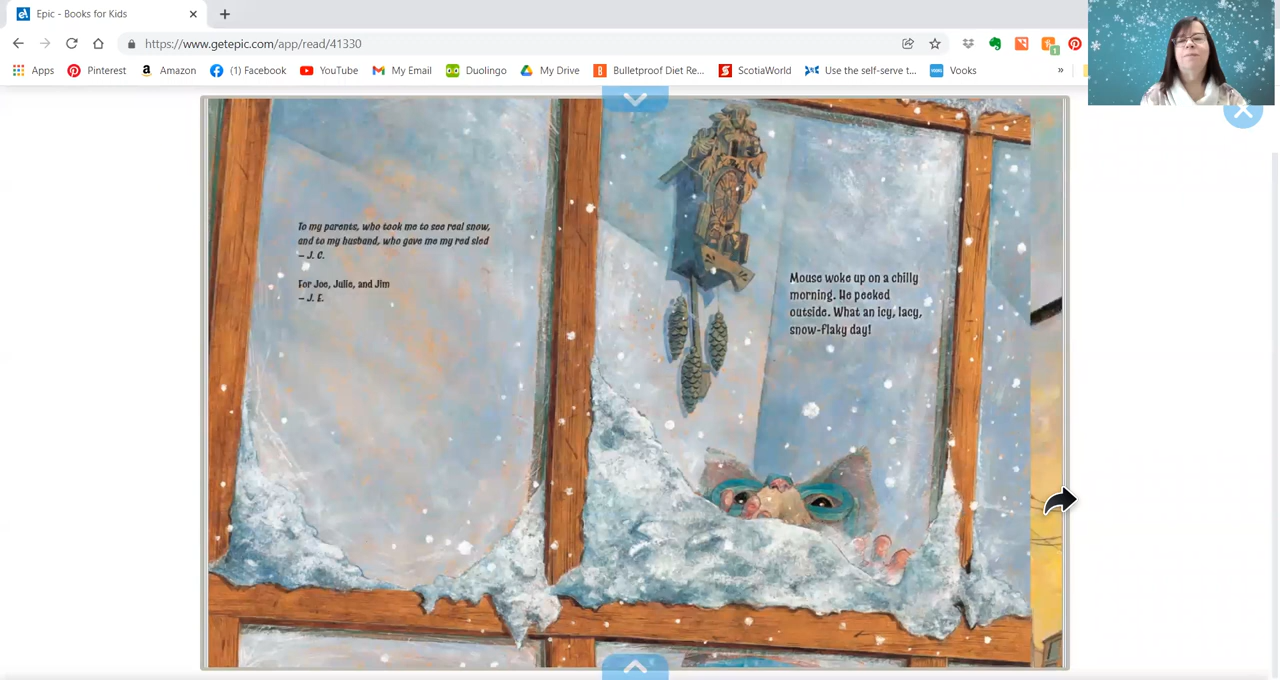 Epic - Books for Kids
https://www.getepic.com/app/read/41330
1
Apps
Pinterest
Amazon
(1) Facebook
YouTube
My Email
Duolingo
My Drive
Bulletproof Diet Re...
ScotiaWorld
Use the self-serve t...
Vooks
»
To my parents, who took me to see real snow,
and to my husband, who gave me my red sled
– J. C.
For Joe, Julie, and Jim
– J. E.
Mouse woke up on a chilly
morning. He peeked
outside. What an icy, lacy,
snow-flaky day!